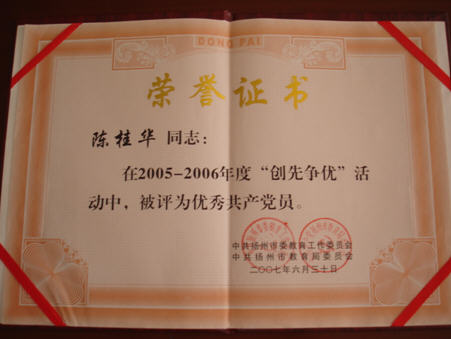 DONG PAI
荣誉证书
陈桂华 同志:
在2005-2006年度“创先争优”活
动中,被评为优秀共产党员。
中共扬州市委教育工作委员会
中共扬州市教育局委员会
二〇〇七年六月三十日